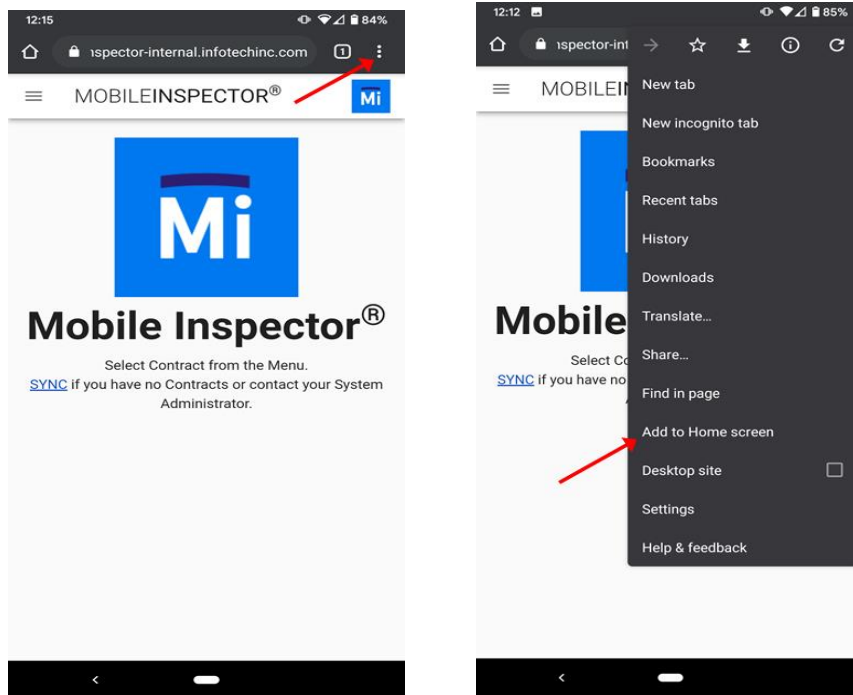 12:15
84%
ıspector-internal.infotechinc.com
1
MOBILEINSPECTOR®
Mi
Mi
Mobile Inspector®
Select Contract from the Menu.
SYNC if you have no Contracts or contact your System
Administrator.
12:12
85%
ıspector-int
MOBILEI
New tab
New incognito tab
Bookmarks
Recent tabs
History
Downloads
Translate...
Share...
Find in page
Add to Home screen
Desktop site
Settings
Help & feedback
Mobile
Select Co
SYNC if you have no